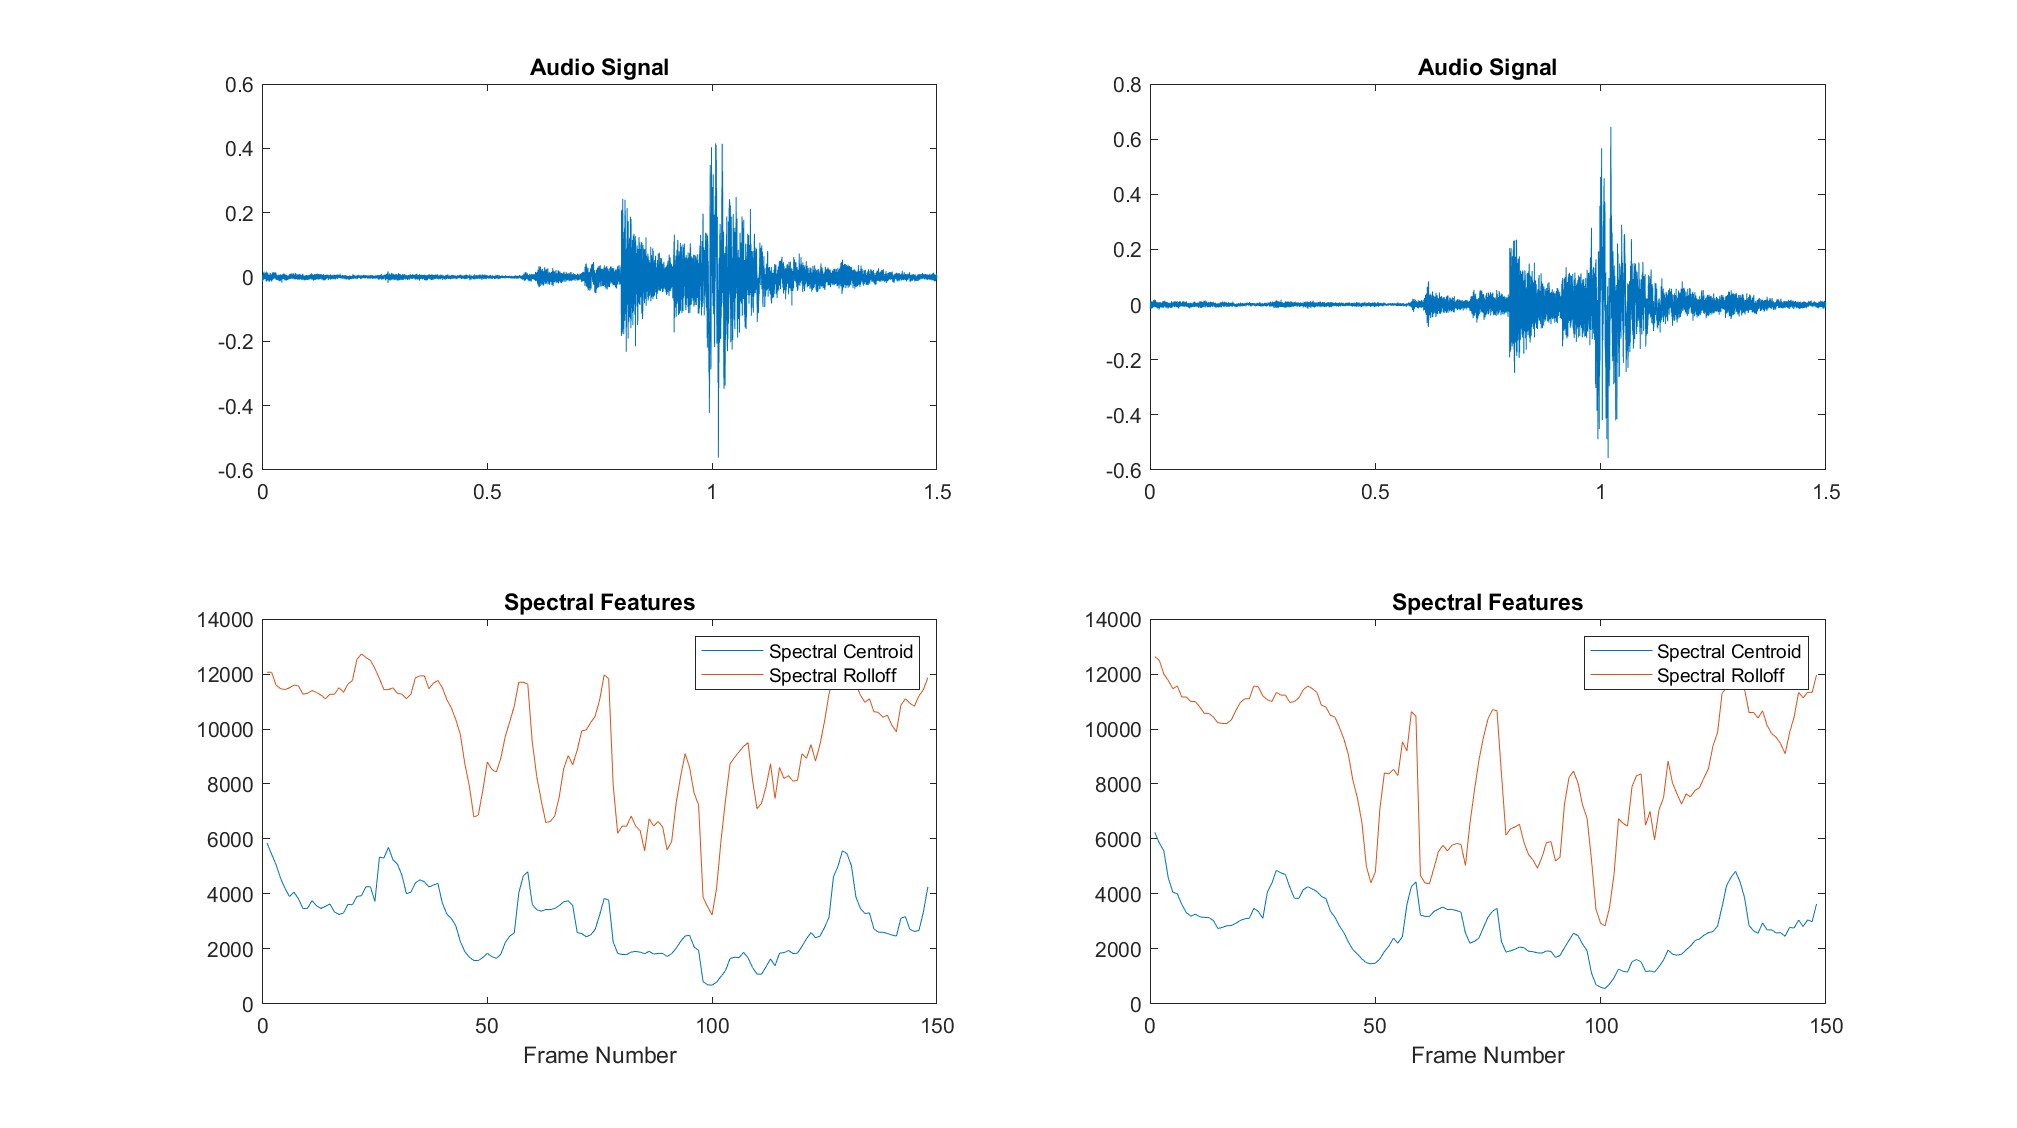 Audio Signal
0.6
0.4
0.2
0
-0.2
-0.4
-0.6
0 0.5 1 1.5
Audio Signal
0.8
0.6
0.4
0.2
0
-0.2
-0.4
-0.6
0 0.5 1 1.5
Spectral Features
14000
12000
10000
8000
6000
4000
2000
0
Spectral Centroid
Spectral Rolloff
0 50 100 150
Frame Number
Spectral Features
14000
12000
10000
8000
6000
4000
2000
0
Spectral Centroid
Spectral Rolloff
0 50 100 150
Frame Number